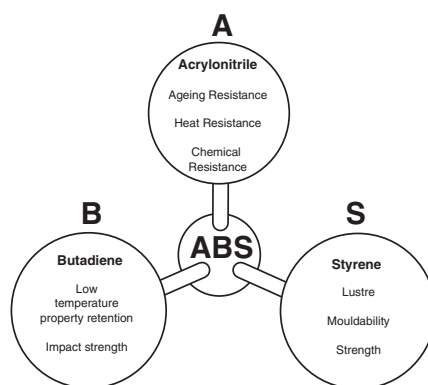 A
Acrylonitrile
Ageing Resistance
Heat Resistance
Chemical
Resistance
ABS
B
Butadiene
Low
temperature
property retention
Impact strength
S
Styrene
Lustre
Mouldability
Strength